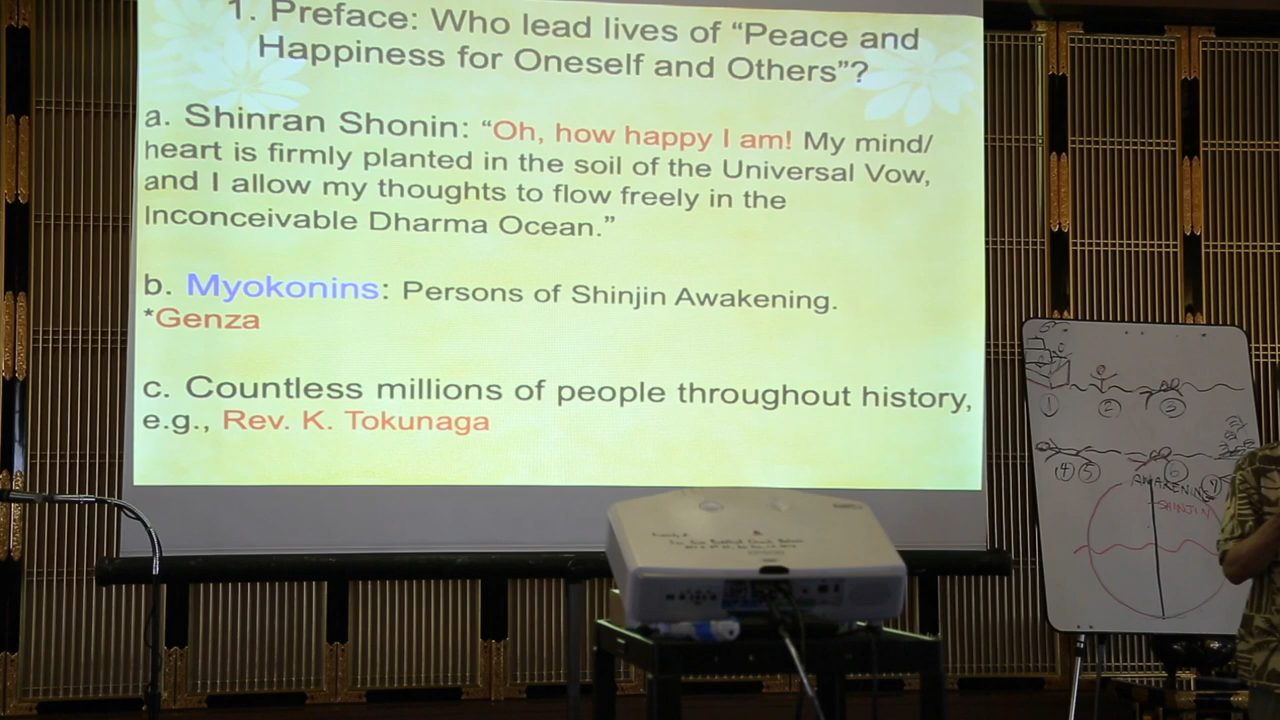 1. Preface: Who lead lives of “Peace and
Happiness for Oneself and Others”?
a. Shinran Shonin: “Oh, how happy I am! My mind/
heart is firmly planted in the soil of the Universal Vow,
and I allow my thoughts to flow freely in the
Inconceivable Dharma Ocean.”
b. Myokonins: Persons of Shinjin Awakening.
*Genza
c. Countless millions of people throughout history,
e.g., Rev. K. Tokunaga
1 2 3
4 5 6 7
AWAKENING
SHINJIN